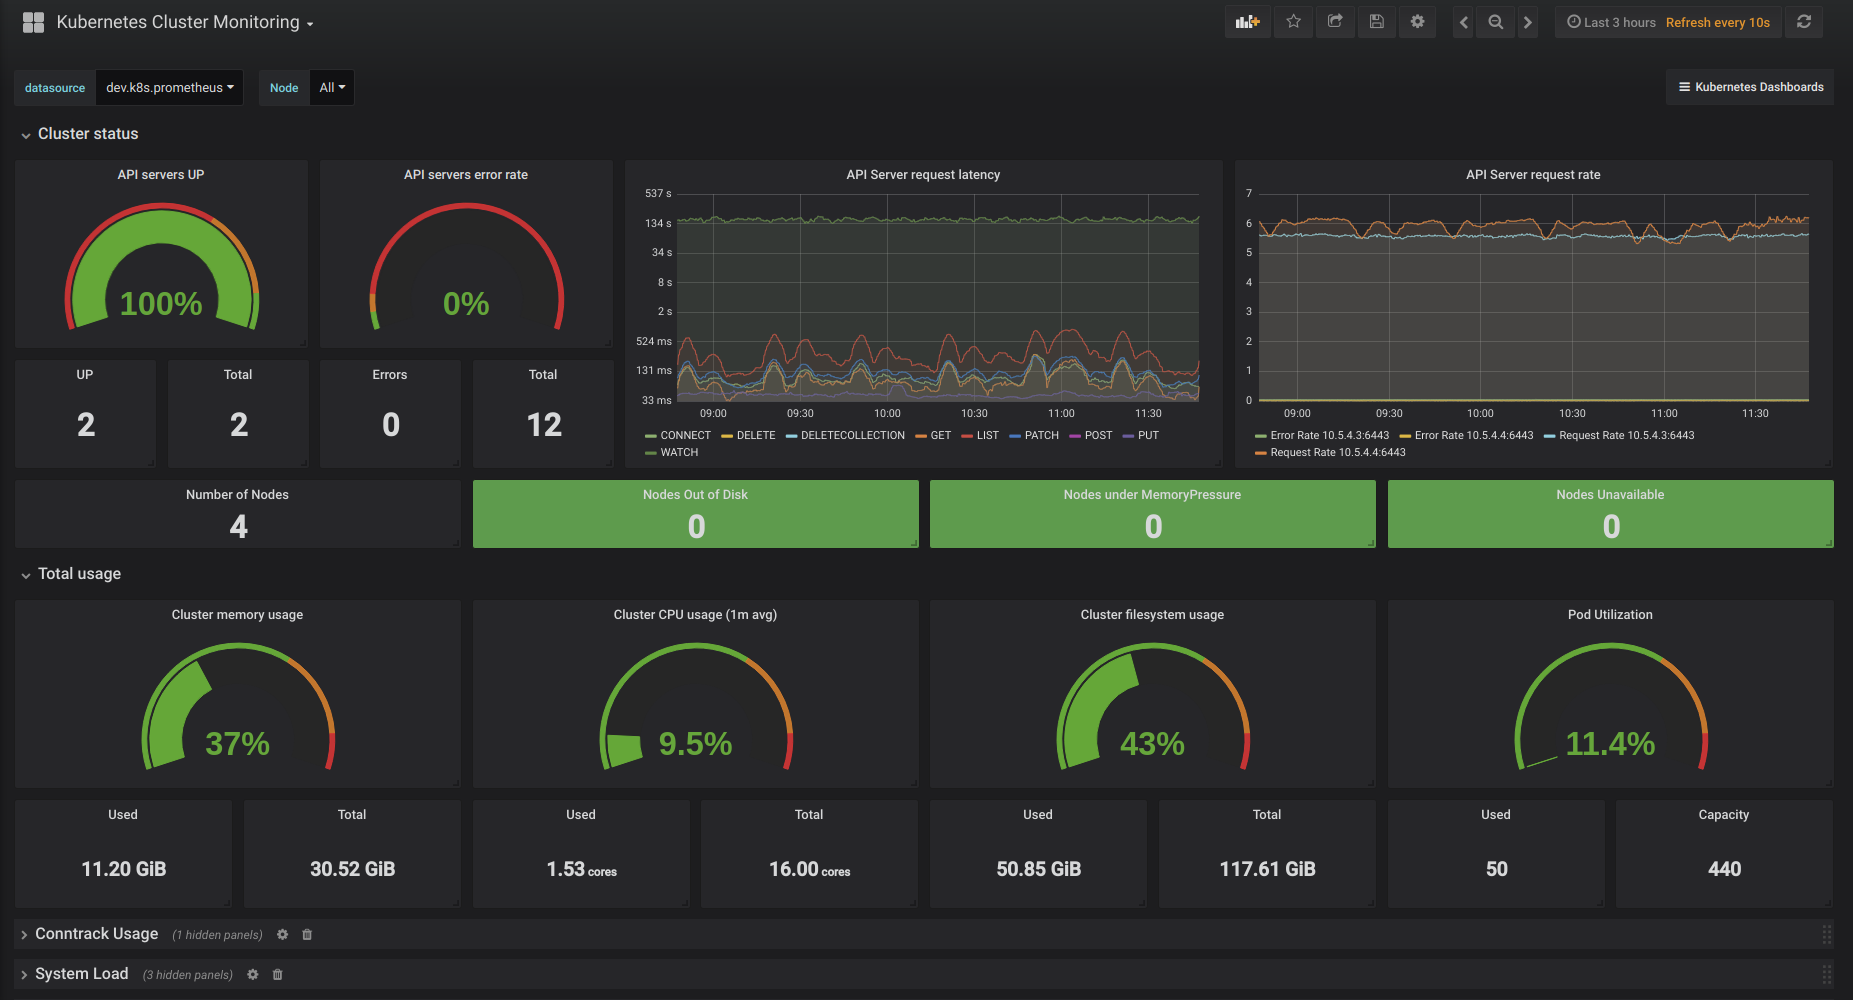 Kubernetes Cluster Monitoring
Last 3 hours Refresh every 10s
datasource dev.k8s.prometheus Node All
Kubernetes Dashboards
Cluster status
API servers UP
100%
API servers error rate
0%
UP
2
Total
2
Errors
0
Total
12
API Server request latency
537 s
134 s
34 s
8 s
2 s
524 ms
131 ms
33 ms
09:00 09:30 10:00 10:30 11:00 11:30
CONNECT DELETE DELETECOLLECTION GET LIST PATCH POST PUT
WATCH
API Server request rate
7
6
5
4
3
2
1
0
09:00 09:30 10:00 10:30 11:00 11:30
Error Rate 10.5.4.3:6443 Error Rate 10.5.4.4:6443 Request Rate 10.5.4.3:6443
Request Rate 10.5.4.4:6443
Number of Nodes
4
Nodes Out of Disk
0
Nodes under MemoryPressure
0
Nodes Unavailable
0
Total usage
Cluster memory usage
37%
Cluster CPU usage (1m avg)
9.5%
Cluster filesystem usage
43%
Pod Utilization
11.4%
Used
11.20 GiB
Total
30.52 GiB
Used
1.53 cores
Total
16.00 cores
Used
50.85 GiB
Total
117.61 GiB
Used
50
Capacity
440
Conntrack Usage (1 hidden panels)
System Load (3 hidden panels)